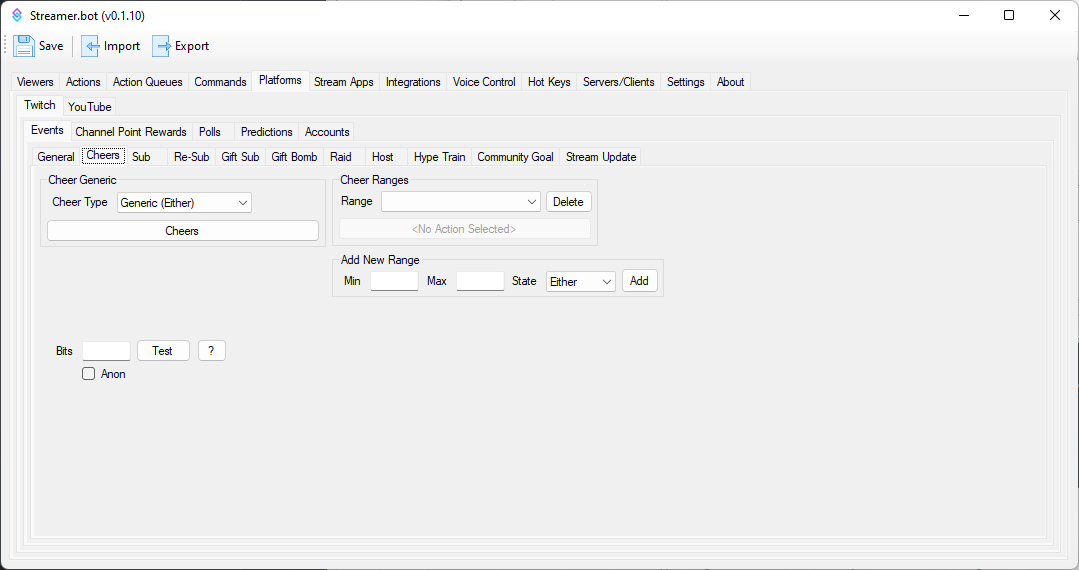 Streamer.bot (v0.1.10)
Save Import Export
Viewers Actions Action Queues Commands Platforms Stream Apps Integrations Voice Control Hot Keys Servers/Clients Settings About
Twitch YouTube
Events Channel Point Rewards Polls Predictions Accounts
General Cheers Sub Re-Sub Gift Sub Gift Bomb Raid Host Hype Train Community Goal Stream Update
Cheer Generic
Cheer Type Generic (Either)
Cheers
Cheer Ranges
Range Delete
<No Action Selected>
Add New Range
Min Max State Either Add
Bits Test ?
Anon